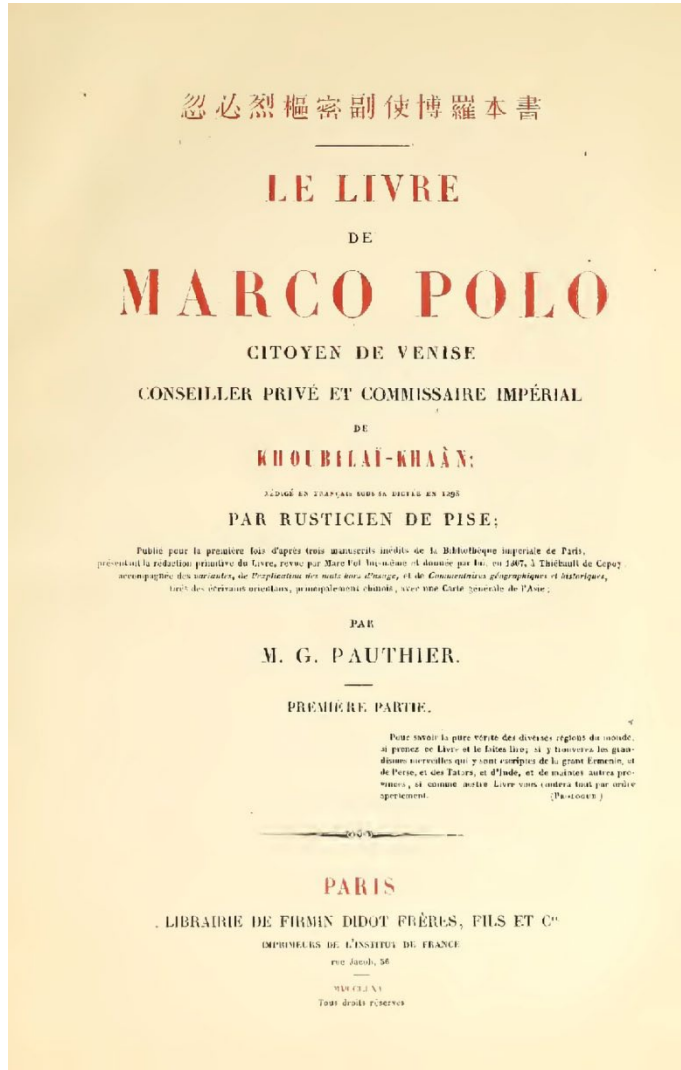 忽必烈樞密副使博羅本書
LE LIVRE
DE
MARCO POLO
CITOYEN DE VENISE
CONSEILLER PRIVÉ ET COMMISSAIRE IMPÉRIAL
DE
KHOUBILAÏ-KHAÂN;
RÉDIGÉ EN FRANÇAIS SOUS SA DICTÉE EN 1298
PAR RUSTICIEN DE PISE;
Publié pour la première fois d'après trois manuscrits inédits de la Bibliothèque impériale de Paris,
présentant la rédaction primitive du Livre, revue par Marc Pol lui-même et donnée par lui, en 1307, à Thiébault de Cépoy,
accompagnée des variantes, de l'explication des mots hors d'usage, et de Commentaires géographiques et historiques,
tirés des écrivains orientaux, principalement chinois, avec une Carte générale de l'Asie;
PAR
M. G. PAUTHIER.
PREMIÈRE PARTIE.
Pour savoir la pure vérité des diverses régions du monde,
si prenez ce Livre et le faites lire; si y trouverez les gran-
dismes merveilles qui y sont escriptes de la grant Ermenie, et
de Perse, et des Tatars, et d'Inde, et de maintes autres pro-
vinces, si comme nostre Livre vous contera tout par ordre
apertement. (PROLOGUE)
PARIS
LIBRAIRIE DE FIRMIN DIDOT FRÈRES, FILS ET Cie
IMPRIMEURS DE L'INSTITUT DE FRANCE
rue Jacob, 56
Tous droits réservés